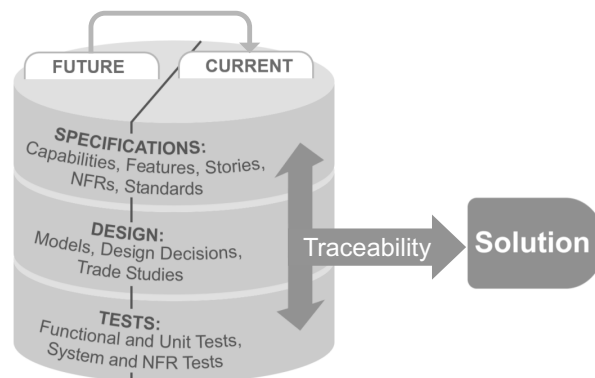 FUTURE
CURRENT
SPECIFICATIONS:
Capabilities, Features, Stories,
NFRs, Standards
DESIGN:
Models, Design Decisions,
Trade Studies
TESTS:
Functional and Unit Tests,
System and NFR Tests
Traceability
Solution